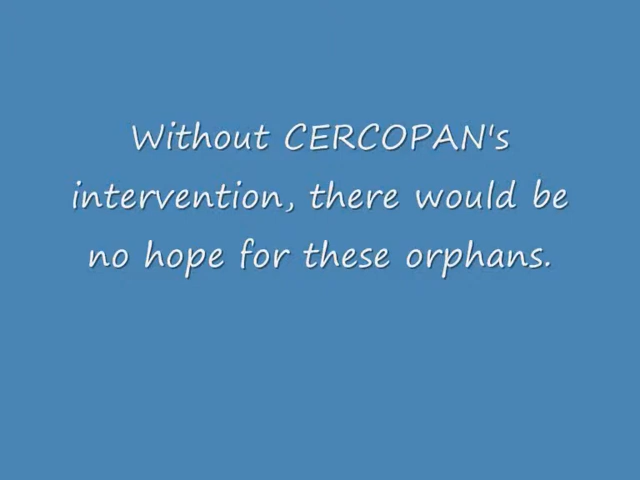 Without CERCOPAN's
intervention, there would be
no hope for these orphans.